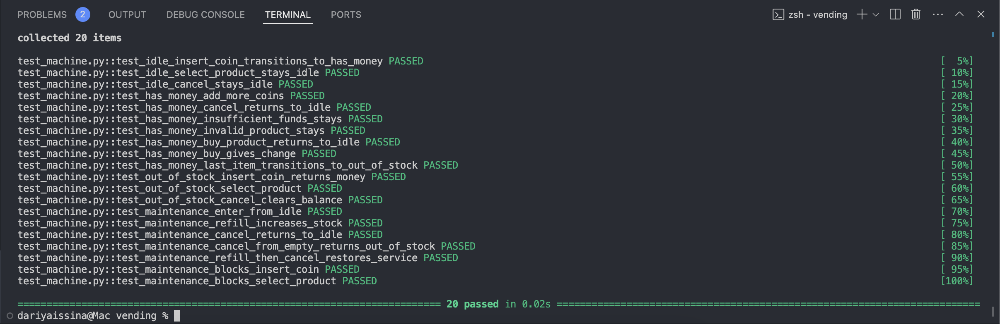 PROBLEMS 2 OUTPUT DEBUG CONSOLE TERMINAL PORTS zsh - vending
collected 20 items
test_machine.py::test_idle_insert_coin_transitions_to_has_money PASSED [  5%]
test_machine.py::test_idle_select_product_stays_idle PASSED [ 10%]
test_machine.py::test_idle_cancel_stays_idle PASSED [ 15%]
test_machine.py::test_has_money_add_more_coins PASSED [ 20%]
test_machine.py::test_has_money_cancel_returns_to_idle PASSED [ 25%]
test_machine.py::test_has_money_insufficient_funds_stays PASSED [ 30%]
test_machine.py::test_has_money_invalid_product_stays PASSED [ 35%]
test_machine.py::test_has_money_buy_product_returns_to_idle PASSED [ 40%]
test_machine.py::test_has_money_buy_gives_change PASSED [ 45%]
test_machine.py::test_has_money_last_item_transitions_to_out_of_stock PASSED [ 50%]
test_machine.py::test_out_of_stock_insert_coin_returns_money PASSED [ 55%]
test_machine.py::test_out_of_stock_select_product PASSED [ 60%]
test_machine.py::test_out_of_stock_cancel_clears_balance PASSED [ 65%]
test_machine.py::test_maintenance_enter_from_idle PASSED [ 70%]
test_machine.py::test_maintenance_refill_increases_stock PASSED [ 75%]
test_machine.py::test_maintenance_cancel_returns_to_idle PASSED [ 80%]
test_machine.py::test_maintenance_cancel_from_empty_returns_out_of_stock PASSED [ 85%]
test_machine.py::test_maintenance_refill_then_cancel_restores_service PASSED [ 90%]
test_machine.py::test_maintenance_blocks_insert_coin PASSED [ 95%]
test_machine.py::test_maintenance_blocks_select_product PASSED [100%]
========================================================================= 20 passed in 0.02s =========================================================================
dariyaissina@Mac vending %